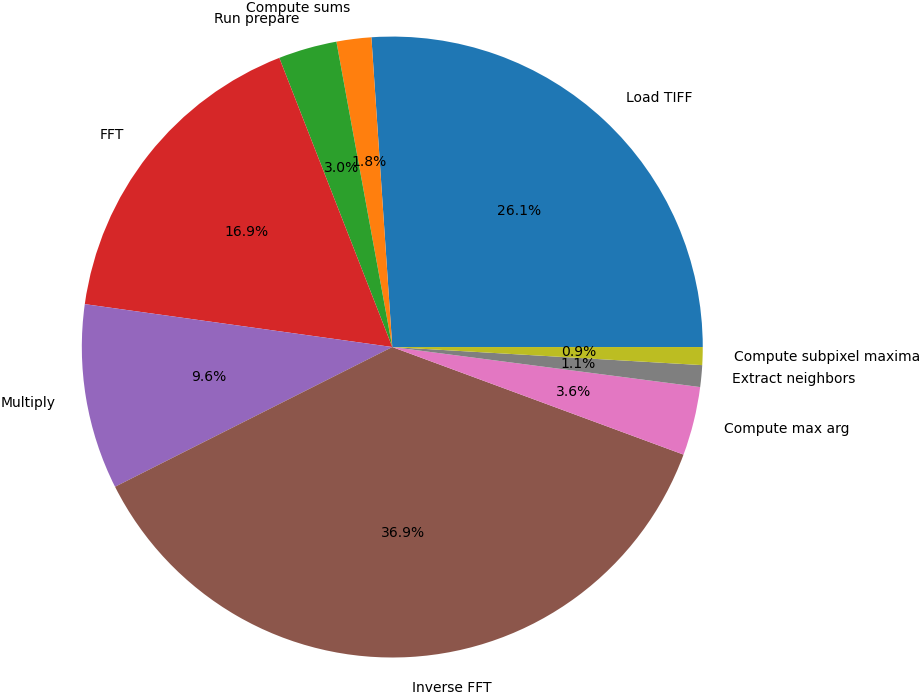 Compute sums
Run prepare
Load TIFF
FFT
1.8%
3.0%
26.1%
16.9%
0.9%
Compute subpixel maxima
1.1%
Extract neighbors
9.6%
3.6%
Multiply
Compute max arg
36.9%
Inverse FFT